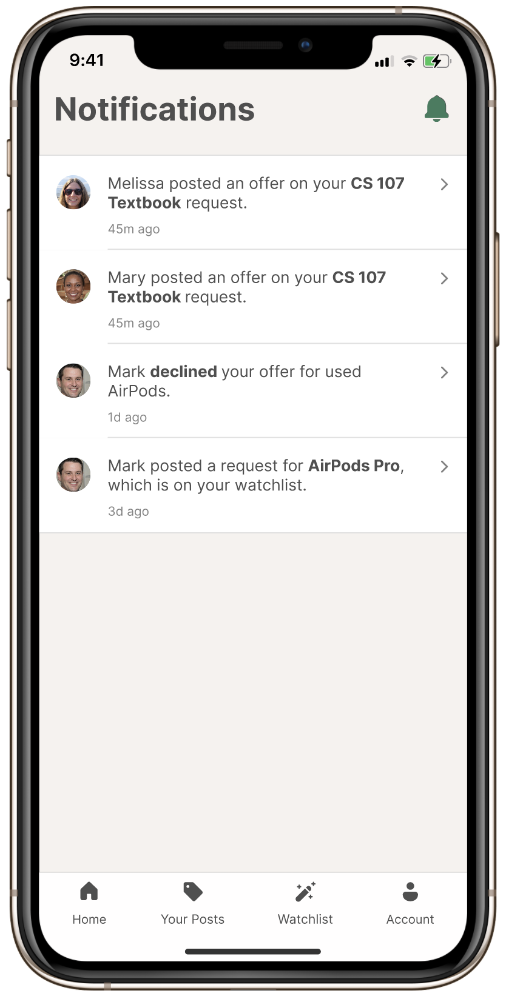 9:41
Notifications
Melissa posted an offer on your CS 107
Textbook request.
45m ago
Mary posted an offer on your CS 107
Textbook request.
45m ago
Mark declined your offer for used
AirPods.
1d ago
Mark posted a request for AirPods Pro,
which is on your watchlist.
3d ago
Home Your Posts Watchlist Account